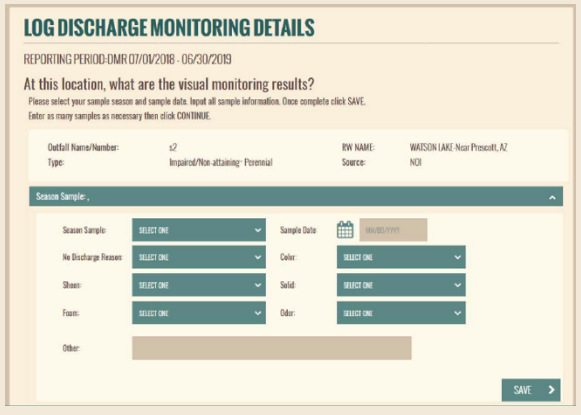 LOG DISCHARGE MONITORING DETAILS
REPORTING PERIOD-DMR 07/01/2018 - 06/30/2019
At this location, what are the visual monitoring results?
Please select your sample season and sample date. Input all sample information. Once complete click SAVE.
Enter as many samples as necessary then click CONTINUE.
Outfall Name/Number: s2 RW NAME: WATSON LAKE-Near Prescott, AZ
Type: Impaired/Non-attaining- Perennial Source: NOI
Season Sample: ,
Season Sample: SELECT ONE Sample Date: MM/DD/YYYY
No Discharge Reason: SELECT ONE Color: SELECT ONE
Sheen: SELECT ONE Solid: SELECT ONE
Foam: SELECT ONE Odor: SELECT ONE
Other:
SAVE